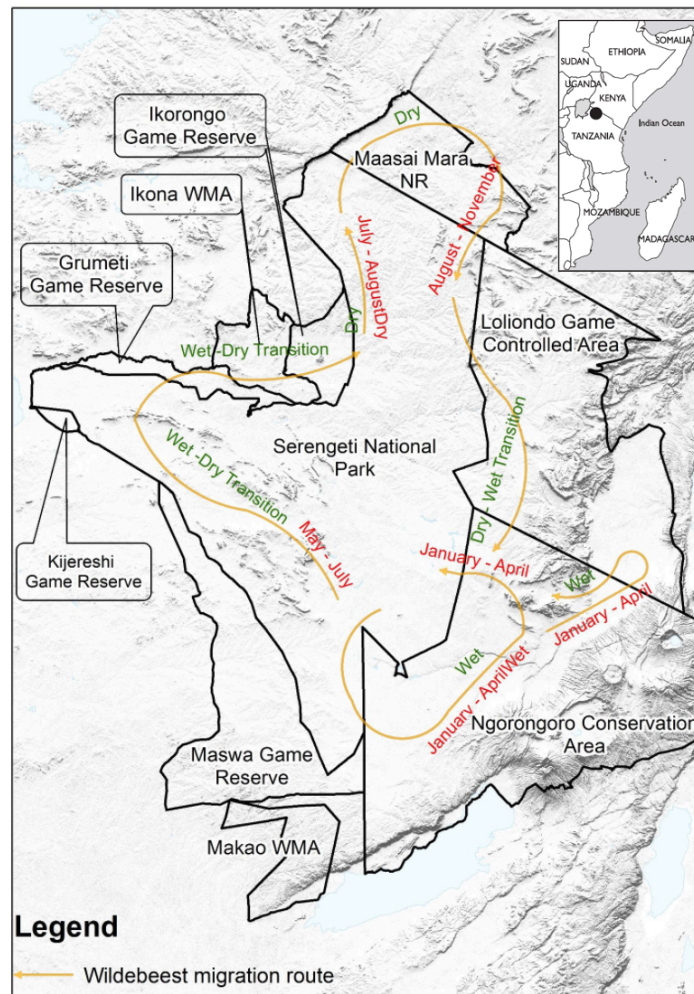 SOMALIA
ETHIOPIA
SUDAN
UGANDA
KENYA
Indian Ocean
TANZANIA
MOZAMBIQUE
MADAGASCAR
Ikorongo
Game Reserve
Ikona WMA
Grumeti
Game Reserve
Dry
Maasai Mara
NR
August - November
July - AugustDry
Dry
Wet-Dry Transition
Loliondo Game
Controlled Area
Serengeti National
Park
Wet -Dry Transition
Dry - Wet Transition
May - July
Kijereshi
Game Reserve
January - April
Wet
January - April
Wet
January - AprilWet
Ngorongoro Conservation
Area
Maswa Game
Reserve
Makao WMA
Legend
Wildebeest migration route